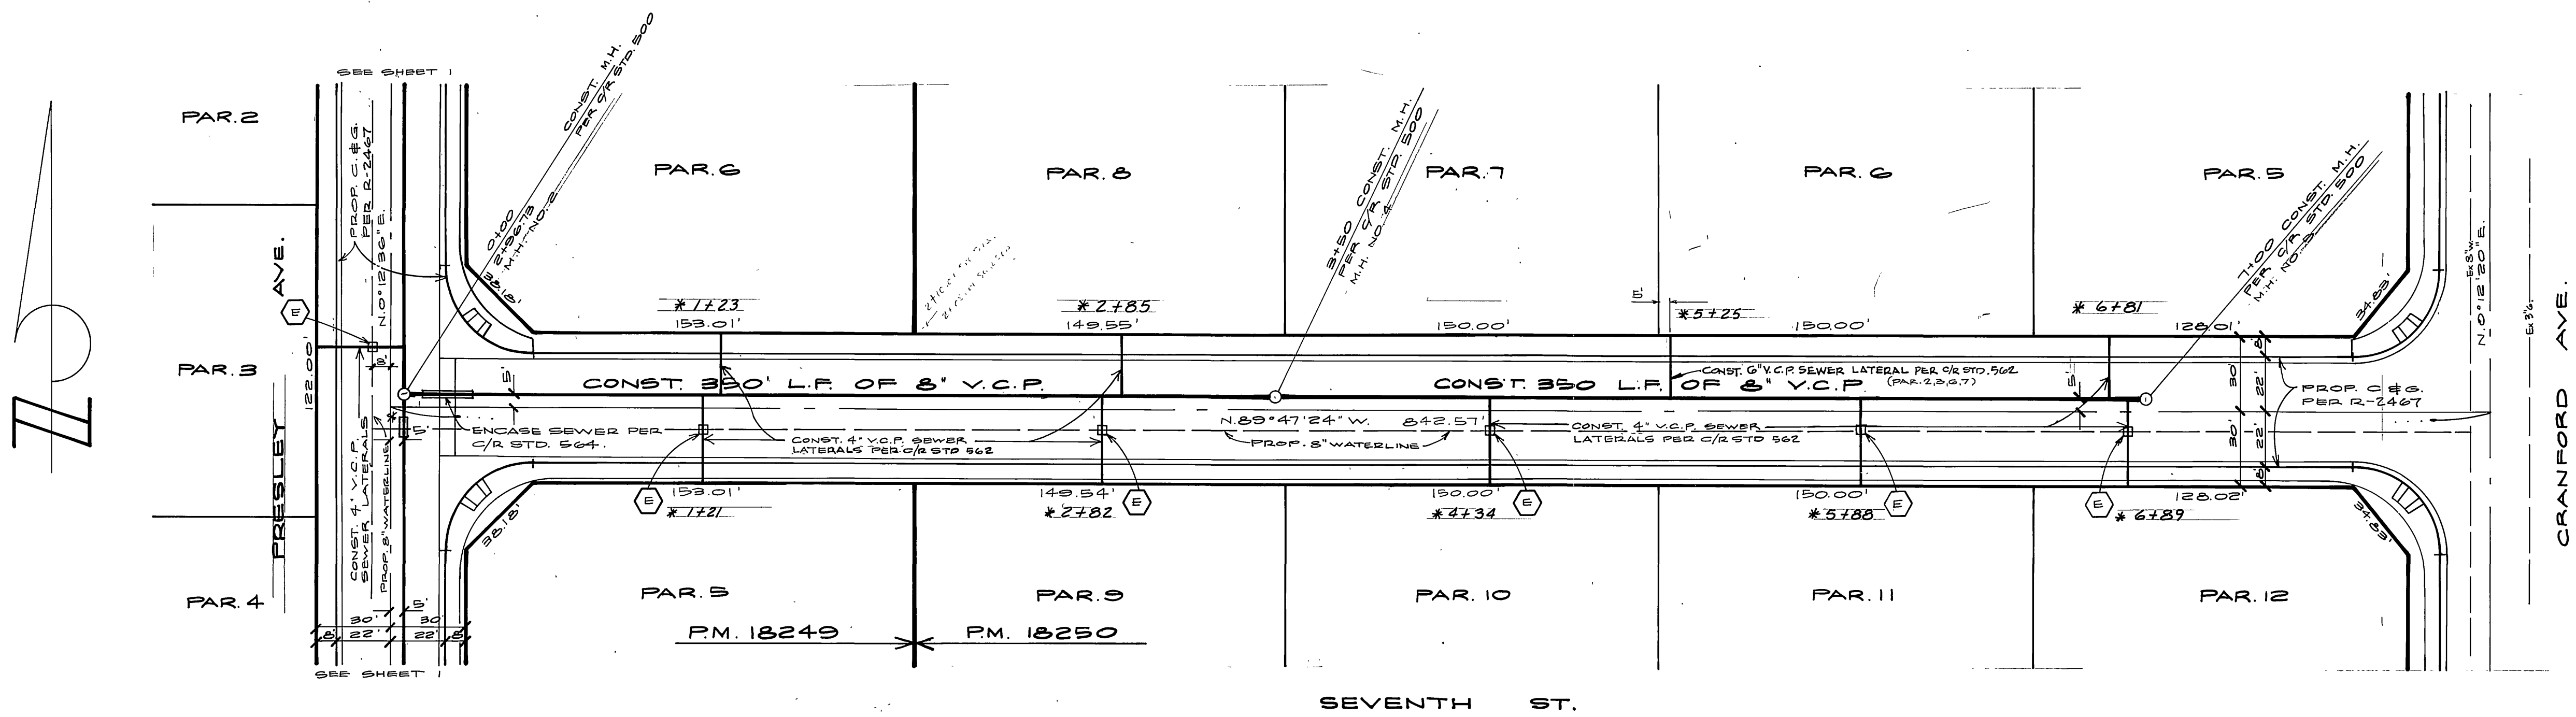 SEE SHEET 1
CONST. M.H.
PER C/R STD. 500
0+00
2+96.73
M.H. NO. 2
PAR. 2
PROP. C. & G.
PER R-2467
N.0°12'36"E.
PAR. 6
PAR. 8
3+50 CONST. M.H.
PER C/R STD. 500
M.H. NO. 4
PAR. 7
PAR. 6
7+00 CONST. M.H.
PER C/R STD. 500
M.H. NO.
PAR. 5
Ex 8" W.
N.0°12'20"E.
Ex 36"
CRANFORD AVE.
PRESLEY AVE.
E
38.18'
* 1+23
153.01'
* 2+85
149.55'
150.00'
5'
* 5+25
150.00'
* 6+81
128.01'
34.83'
PAR. 3
122.00'
8'
5'
CONST. 350' L.F. OF 8" V.C.P.
CONST. 350 L.F. OF 8" V.C.P.
CONST. 6" V.C.P. SEWER LATERAL PER C/R STD. 562
(PAR. 2,3,6,7)
5'
8'
30'
22'
PROP. C & G.
PER R-2467
CONST. 4" V.C.P.
SEWER LATERALS
PROP. 8" WATERLINE
5'
ENCASE SEWER PER
C/R STD. 564.
CONST. 4" V.C.P. SEWER
LATERALS PER C/R STD 562
N.89°47'24"W. 842.57'
PROP. 8" WATERLINE
CONST. 4" V.C.P. SEWER
LATERALS PER C/R STD 562
30'
22'
8'
38.18'
E
153.01'
* 1+21
149.54'
* 2+82
E
150.00'
* 4+34
E
150.00'
* 5+88
E
E
128.02'
* 6+89
34.83'
PAR. 4
PAR. 5
PAR. 9
PAR. 10
PAR. 11
PAR. 12
5'
30' 30'
8' 22' 22' 8'
P.M. 18249
P.M. 18250
SEE SHEET 1
SEVENTH ST.